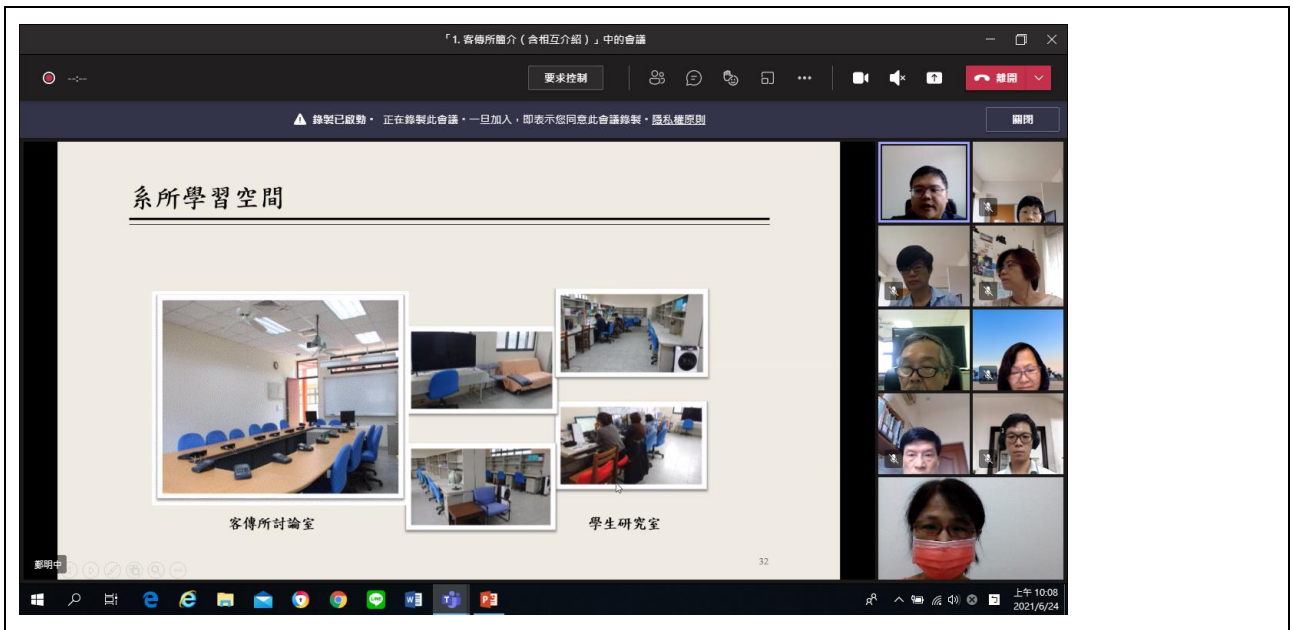 「1. 客傳所簡介（含相互介紹）」中的會議
--:--
要求控制
離開
錄製已啟動。 正在錄製此會議。一旦加入，即表示您同意此會議錄製。隱私權原則
關閉
系所學習空間
客傳所討論室
學生研究室
鄭明中
32
上午 10:08
2021/6/24